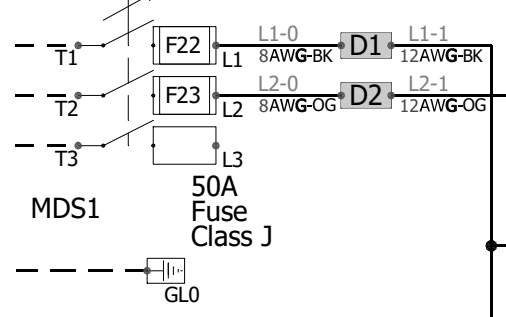 L1-0 L1-1
T1 F22 L1 8AWG-BK D1 12AWG-BK
L2-0 L2-1
T2 F23 L2 8AWG-OG D2 12AWG-OG
T3 L3
MDS1
50A
Fuse
Class J
GL0